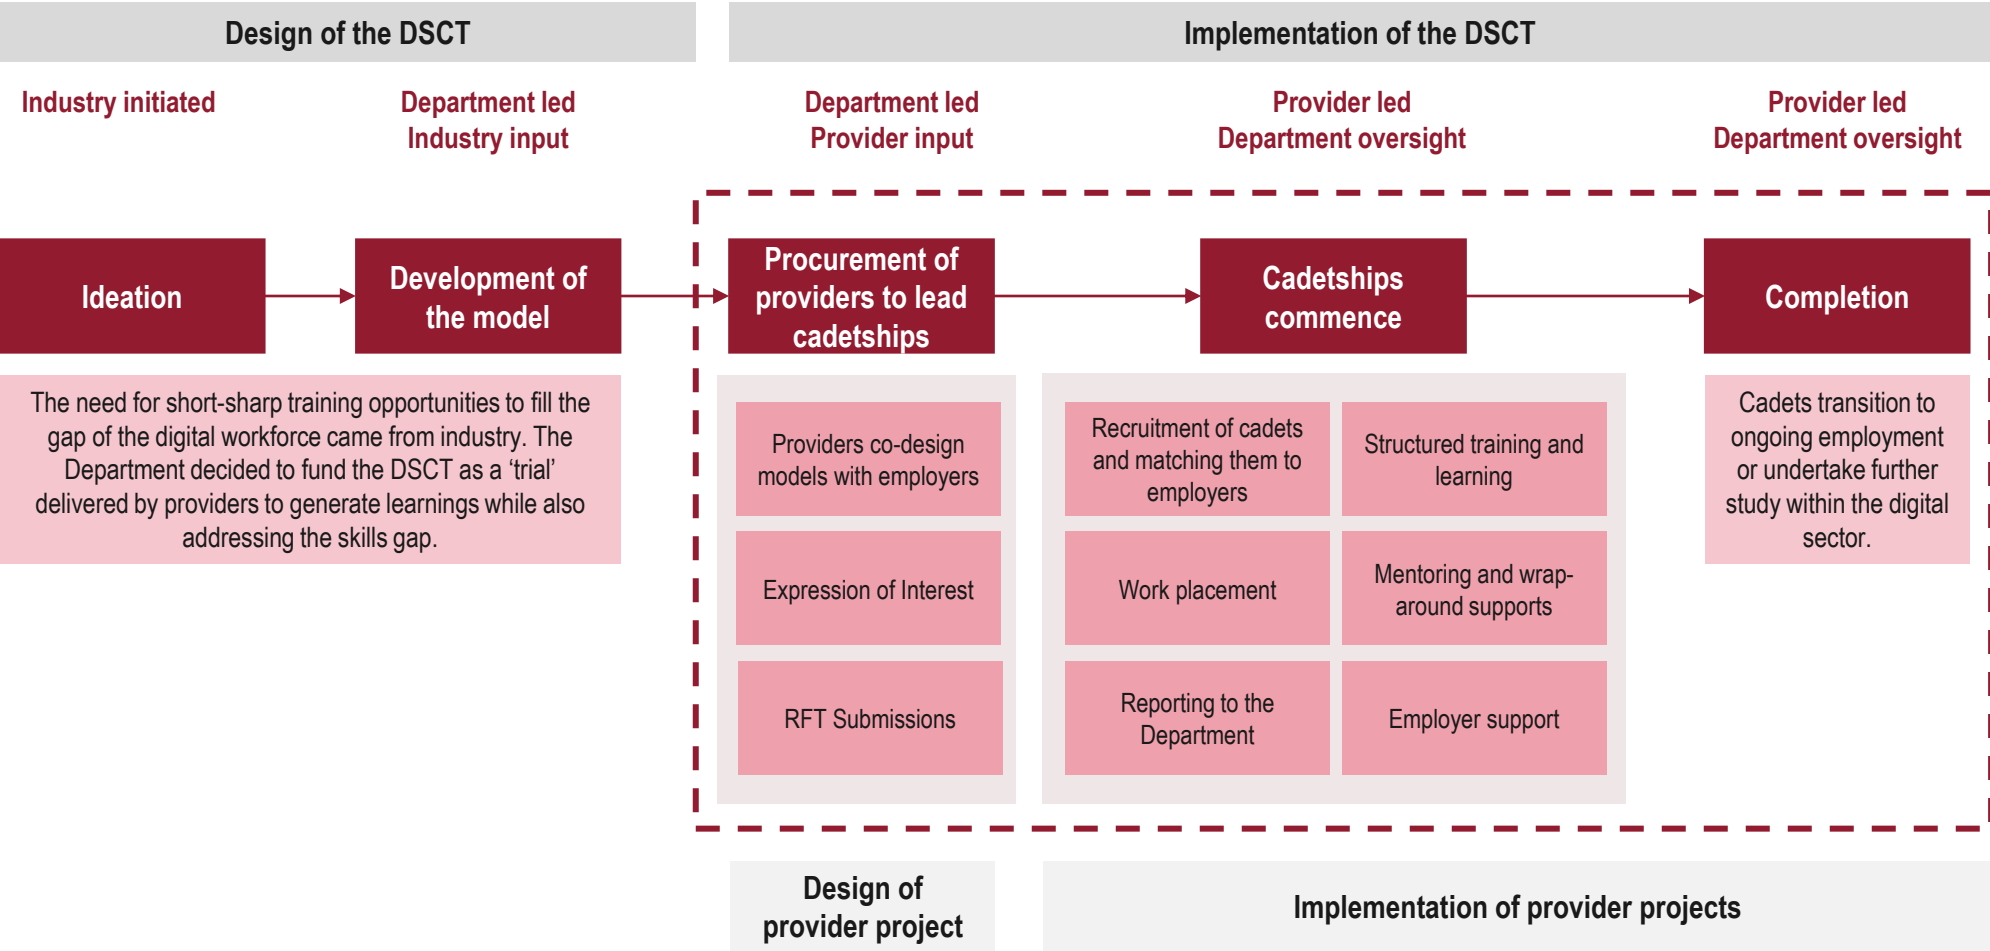 Design of the DSCT
Implementation of the DSCT
Industry initiated
Department led
Industry input
Department led
Provider input
Provider led
Department oversight
Provider led
Department oversight
Ideation
Development of
the model
Procurement of
providers to lead
cadetships
Cadetships
commence
Completion
The need for short-sharp training opportunities to fill the
gap of the digital workforce came from industry. The
Department decided to fund the DSCT as a ‘trial’
delivered by providers to generate learnings while also
addressing the skills gap.
Providers co-design
models with employers
Expression of Interest
RFT Submissions
Recruitment of cadets
and matching them to
employers
Structured training and
learning
Work placement
Mentoring and wrap-
around supports
Reporting to the
Department
Employer support
Cadets transition to
ongoing employment
or undertake further
study within the digital
sector.
Design of
provider project
Implementation of provider projects